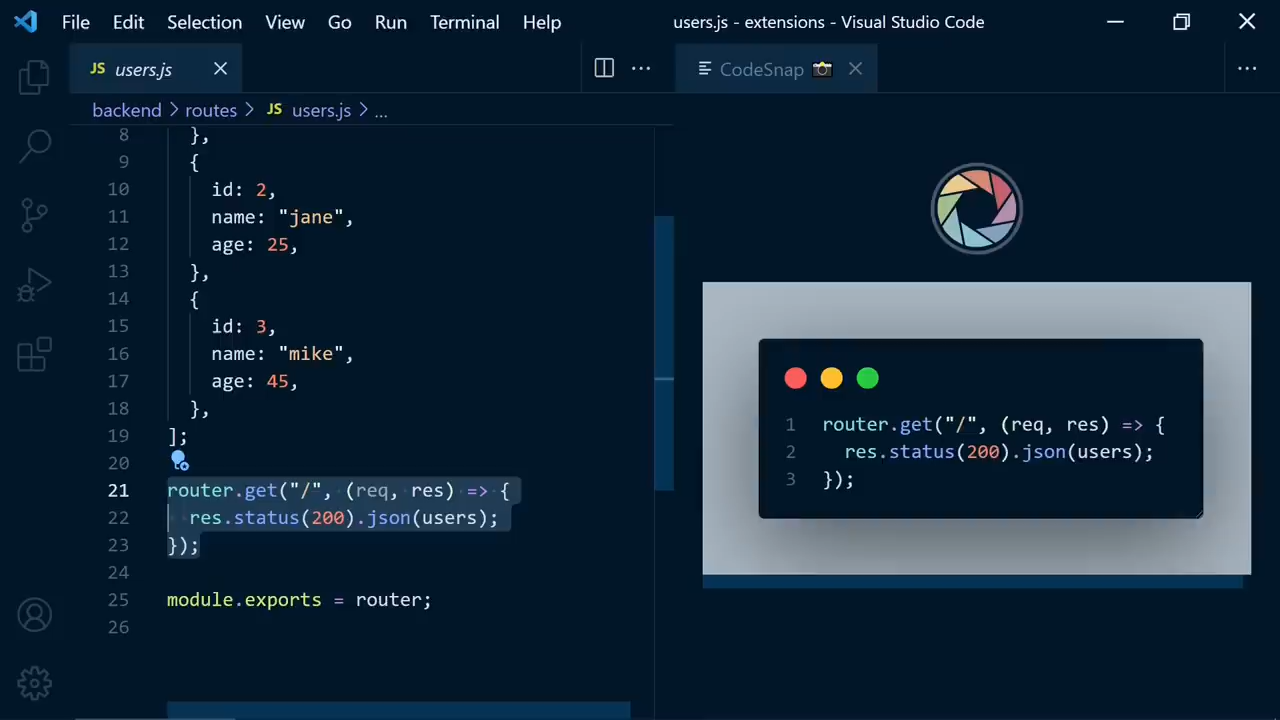 File Edit Selection View Go Run Terminal Help users.js - extensions - Visual Studio Code
JS users.js
CodeSnap
backend > routes > JS users.js > ...
8 },
9 {
10 id: 2,
11 name: "jane",
12 age: 25,
13 },
14 {
15 id: 3,
16 name: "mike",
17 age: 45,
18 },
19 ];
20
21 router.get("/", (req, res) => {
22 res.status(200).json(users);
23 });
24
25 module.exports = router;
26
1 router.get("/", (req, res) => {
2 res.status(200).json(users);
3 });